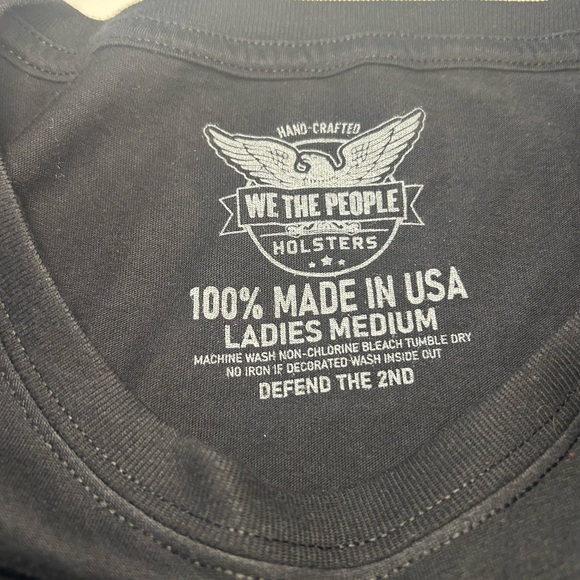 HAND-CRAFTED
WE THE PEOPLE
HOLSTERS
100% MADE IN USA
LADIES MEDIUM
MACHINE WASH NON-CHLORINE BLEACH TUMBLE DRY
NO IRON IF DECORATED WASH INSIDE OUT
DEFEND THE 2ND